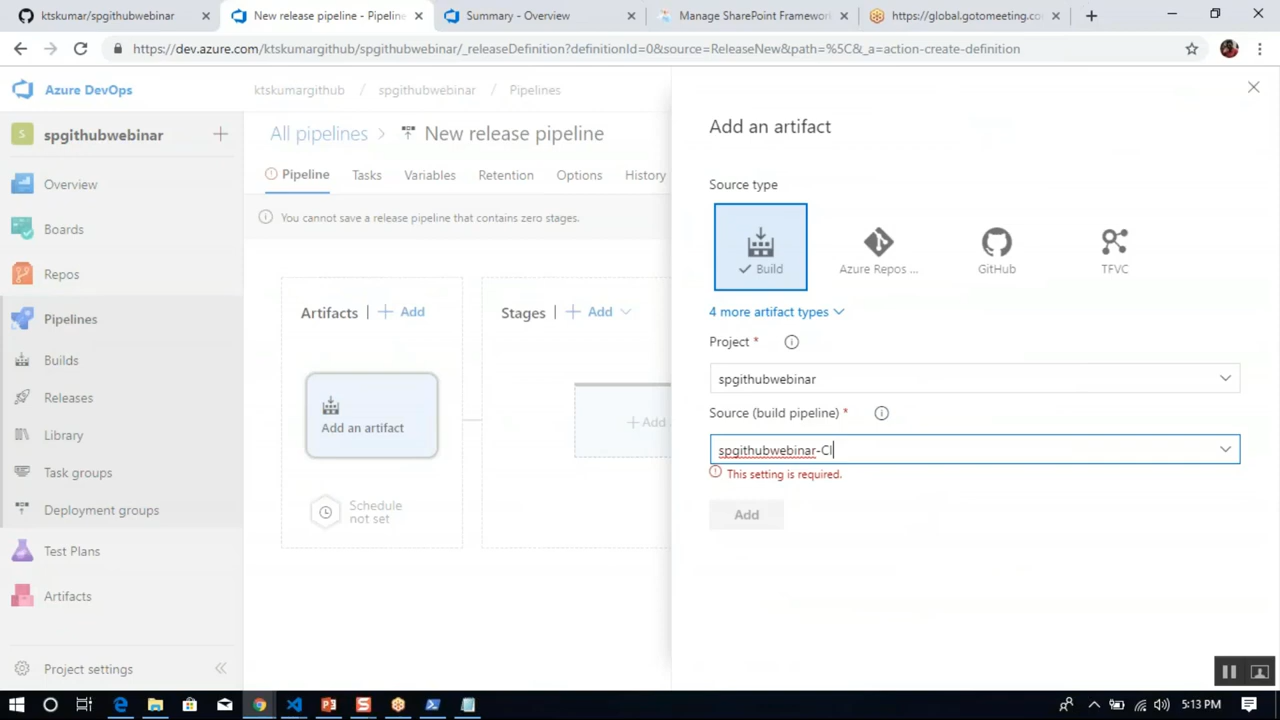 ktskumar/spgithubwebinar
New release pipeline - Pipeline
Summary - Overview
Manage SharePoint Framework
https://global.gotomeeting.co
https://dev.azure.com/ktskumargithub/spgithubwebinar/_releaseDefinition?definitionId=0&source=ReleaseNew&path=%5C&_a=action-create-definition
Azure DevOps
ktskumargithub / spgithubwebinar / Pipelines
S
spgithubwebinar
Overview
Boards
Repos
Pipelines
Builds
Releases
Library
Task groups
Deployment groups
Test Plans
Artifacts
Project settings
All pipelines > New release pipeline
Pipeline Tasks Variables Retention Options History
You cannot save a release pipeline that contains zero stages.
Artifacts | + Add
Stages | + Add
Add an artifact
+ Add
Schedule
not set
Add an artifact
Source type
Build
Azure Repos ...
GitHub
TFVC
4 more artifact types
Project *
spgithubwebinar
Source (build pipeline) *
spgithubwebinar-CI
This setting is required.
Add
5:13 PM